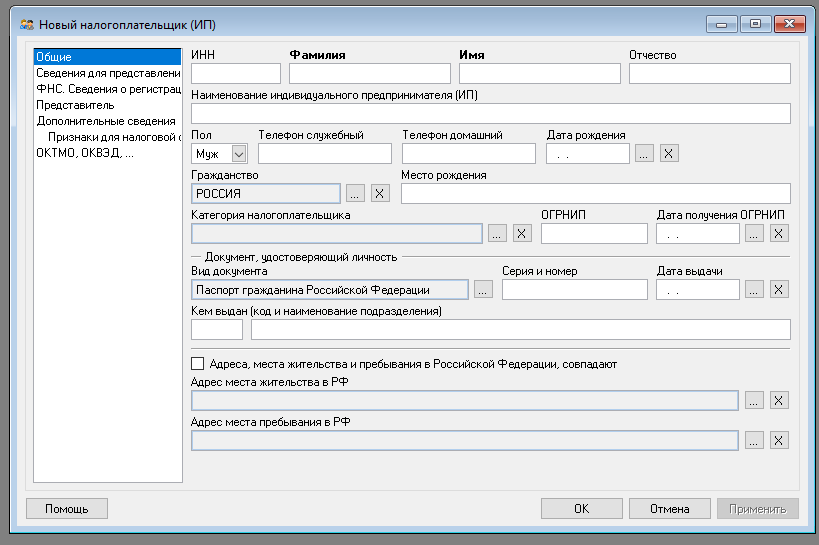 Новый налогоплательщик (ИП)
Общие
Сведения для представлени
ФНС. Сведения о регистрац
Представитель
Дополнительные сведения
Признаки для налоговой о
ОКТМО, ОКВЭД, ...
ИНН Фамилия Имя Отчество
Наименование индивидуального предпринимателя (ИП)
Пол Телефон служебный Телефон домашний Дата рождения
Муж . . ... X
Гражданство Место рождения
РОССИЯ ... X
Категория налогоплательщика ОГРНИП Дата получения ОГРНИП
... X . . ... X
Документ, удостоверяющий личность
Вид документа Серия и номер Дата выдачи
Паспорт гражданина Российской Федерации ... . . ... X
Кем выдан (код и наименование подразделения)
Адреса, места жительства и пребывания в Российской Федерации, совпадают
Адрес места жительства в РФ
... X
Адрес места пребывания в РФ
... X
Помощь OK Отмена Применить